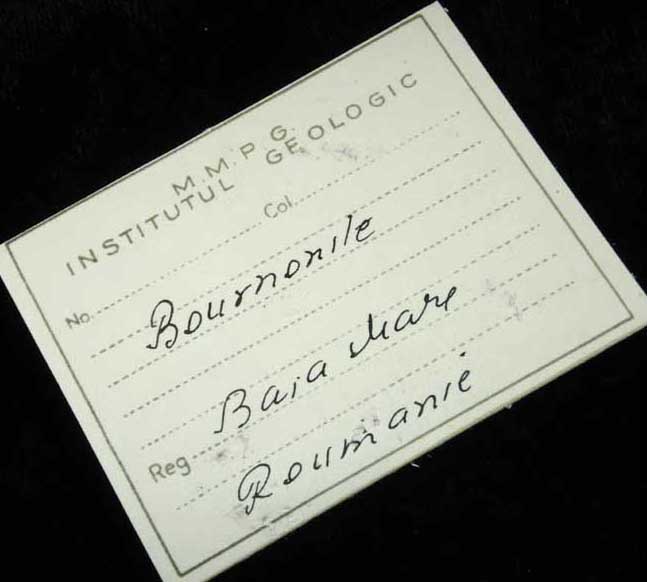 M.M.P.G.
INSTITUTUL GEOLOGIC
No. Col.
Bournonite
Baia Mare
Reg
Roumanie